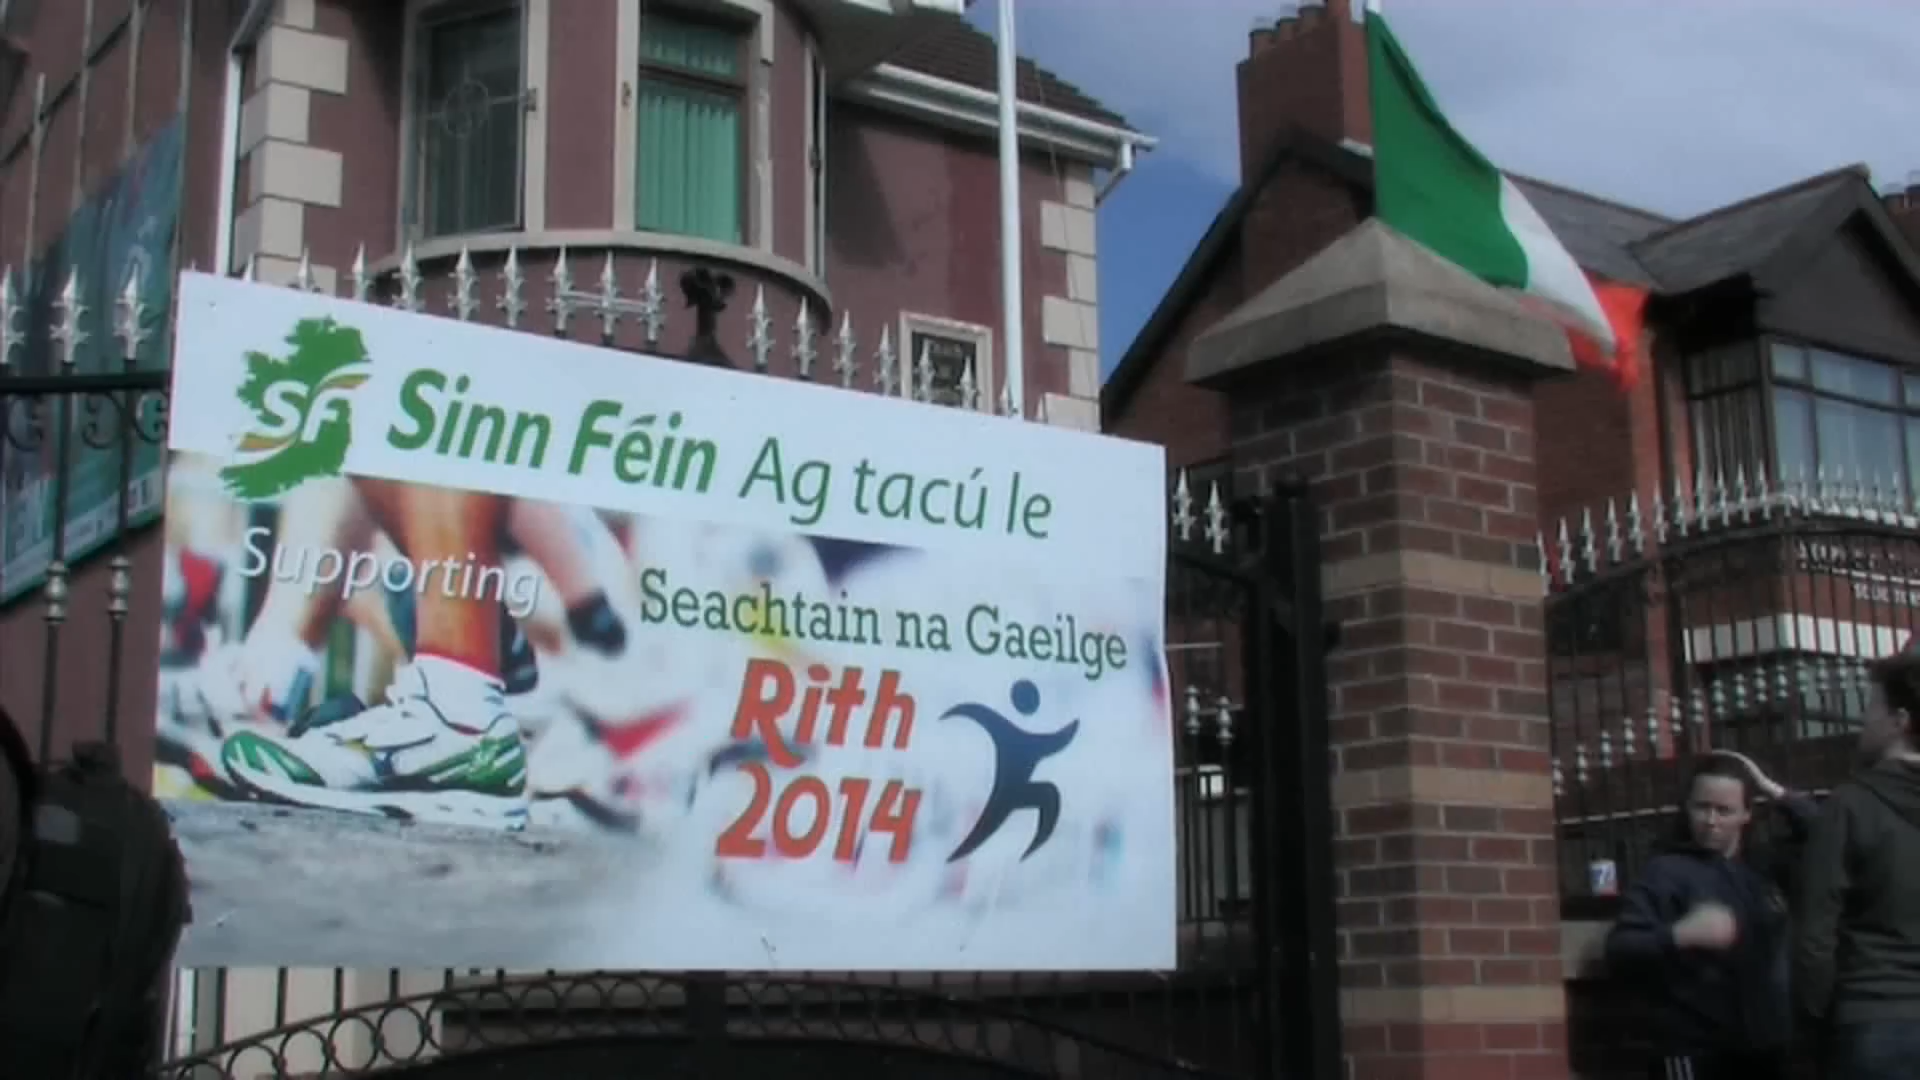 SF
Sinn Féin Ag tacú le
Supporting
Seachtain na Gaeilge
Rith
2014